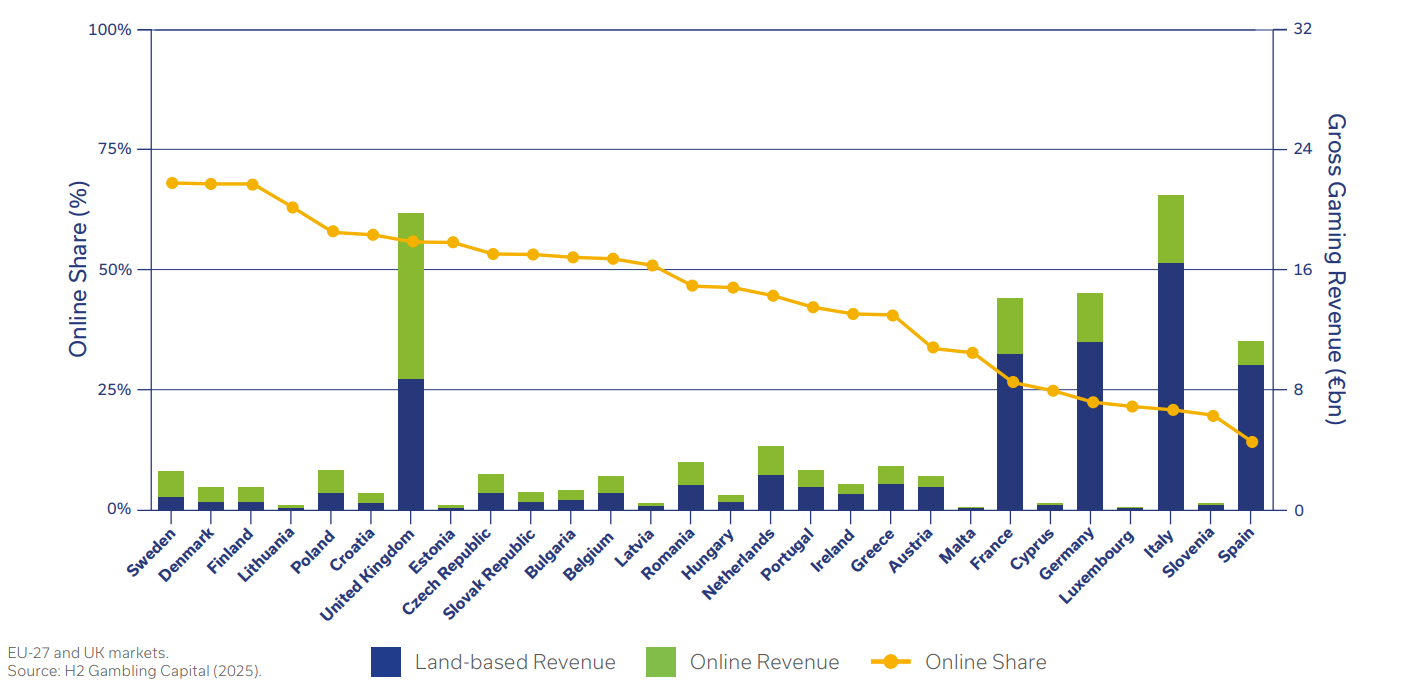 100%
75%
50%
25%
0%
Online Share (%)
32
24
16
8
0
Gross Gaming Revenue (€bn)
Sweden
Denmark
Finland
Lithuania
Poland
Croatia
United Kingdom
Estonia
Czech Republic
Slovak Republic
Bulgaria
Belgium
Latvia
Romania
Hungary
Netherlands
Portugal
Ireland
Greece
Austria
Malta
France
Cyprus
Germany
Luxembourg
Italy
Slovenia
Spain
EU-27 and UK markets.
Source: H2 Gambling Capital (2025).
Land-based Revenue
Online Revenue
Online Share